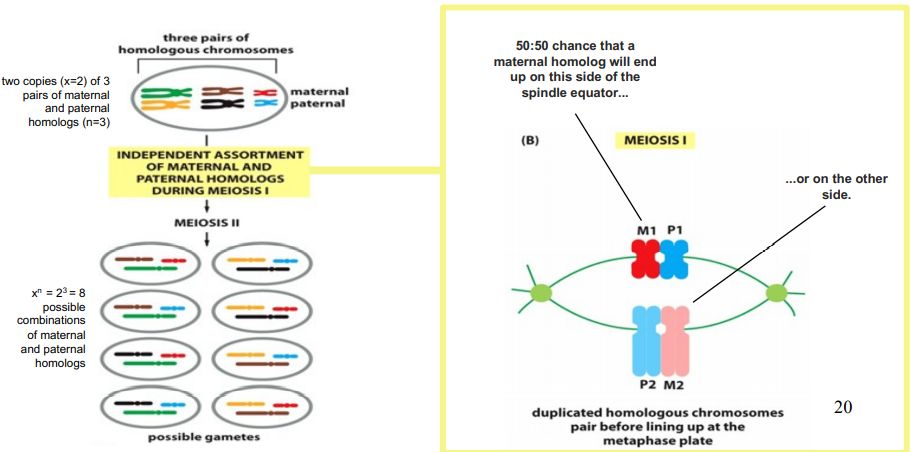 three pairs of
homologous chromosomes
two copies (x=2) of 3
pairs of maternal
and paternal
homologs (n=3)
maternal
paternal
INDEPENDENT ASSORTMENT
OF MATERNAL AND
PATERNAL HOMOLOGS
DURING MEIOSIS I
MEIOSIS II
xⁿ = 2³ = 8
possible
combinations
of maternal
and paternal
homologs
possible gametes
50:50 chance that a
maternal homolog will end
up on this side of the
spindle equator...
(B)
MEIOSIS I
...or on the other
side.
M1 P1
P2 M2
duplicated homologous chromosomes
pair before lining up at the
metaphase plate
20